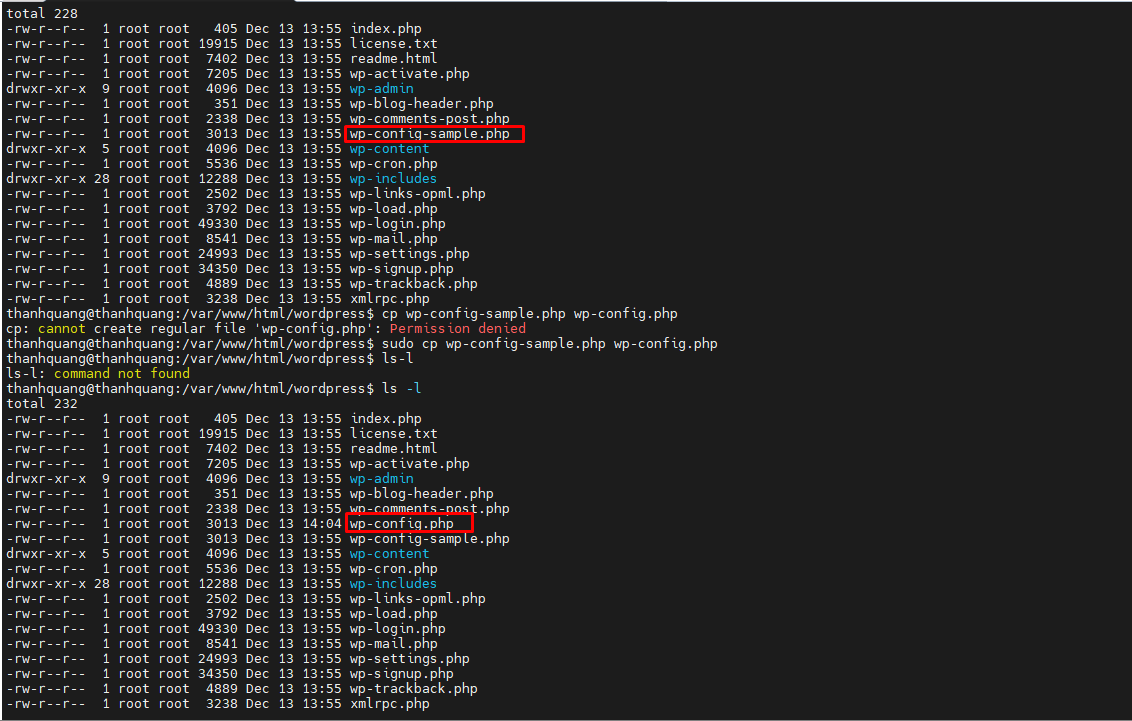 total 228
-rw-r--r--  1 root root   405 Dec 13 13:55 index.php
-rw-r--r--  1 root root 19915 Dec 13 13:55 license.txt
-rw-r--r--  1 root root  7402 Dec 13 13:55 readme.html
-rw-r--r--  1 root root  7205 Dec 13 13:55 wp-activate.php
drwxr-xr-x  9 root root  4096 Dec 13 13:55 wp-admin
-rw-r--r--  1 root root   351 Dec 13 13:55 wp-blog-header.php
-rw-r--r--  1 root root  2338 Dec 13 13:55 wp-comments-post.php
-rw-r--r--  1 root root  3013 Dec 13 13:55 wp-config-sample.php
drwxr-xr-x  5 root root  4096 Dec 13 13:55 wp-content
-rw-r--r--  1 root root  5536 Dec 13 13:55 wp-cron.php
drwxr-xr-x 28 root root 12288 Dec 13 13:55 wp-includes
-rw-r--r--  1 root root  2502 Dec 13 13:55 wp-links-opml.php
-rw-r--r--  1 root root  3792 Dec 13 13:55 wp-load.php
-rw-r--r--  1 root root 49330 Dec 13 13:55 wp-login.php
-rw-r--r--  1 root root  8541 Dec 13 13:55 wp-mail.php
-rw-r--r--  1 root root 24993 Dec 13 13:55 wp-settings.php
-rw-r--r--  1 root root 34350 Dec 13 13:55 wp-signup.php
-rw-r--r--  1 root root  4889 Dec 13 13:55 wp-trackback.php
-rw-r--r--  1 root root  3238 Dec 13 13:55 xmlrpc.php
thanhquang@thanhquang:/var/www/html/wordpress$ cp wp-config-sample.php wp-config.php
cp: cannot create regular file 'wp-config.php': Permission denied
thanhquang@thanhquang:/var/www/html/wordpress$ sudo cp wp-config-sample.php wp-config.php
thanhquang@thanhquang:/var/www/html/wordpress$ ls-l
ls-l: command not found
thanhquang@thanhquang:/var/www/html/wordpress$ ls -l
total 232
-rw-r--r--  1 root root   405 Dec 13 13:55 index.php
-rw-r--r--  1 root root 19915 Dec 13 13:55 license.txt
-rw-r--r--  1 root root  7402 Dec 13 13:55 readme.html
-rw-r--r--  1 root root  7205 Dec 13 13:55 wp-activate.php
drwxr-xr-x  9 root root  4096 Dec 13 13:55 wp-admin
-rw-r--r--  1 root root   351 Dec 13 13:55 wp-blog-header.php
-rw-r--r--  1 root root  2338 Dec 13 13:55 wp-comments-post.php
-rw-r--r--  1 root root  3013 Dec 13 14:04 wp-config.php
-rw-r--r--  1 root root  3013 Dec 13 13:55 wp-config-sample.php
drwxr-xr-x  5 root root  4096 Dec 13 13:55 wp-content
-rw-r--r--  1 root root  5536 Dec 13 13:55 wp-cron.php
drwxr-xr-x 28 root root 12288 Dec 13 13:55 wp-includes
-rw-r--r--  1 root root  2502 Dec 13 13:55 wp-links-opml.php
-rw-r--r--  1 root root  3792 Dec 13 13:55 wp-load.php
-rw-r--r--  1 root root 49330 Dec 13 13:55 wp-login.php
-rw-r--r--  1 root root  8541 Dec 13 13:55 wp-mail.php
-rw-r--r--  1 root root 24993 Dec 13 13:55 wp-settings.php
-rw-r--r--  1 root root 34350 Dec 13 13:55 wp-signup.php
-rw-r--r--  1 root root  4889 Dec 13 13:55 wp-trackback.php
-rw-r--r--  1 root root  3238 Dec 13 13:55 xmlrpc.php